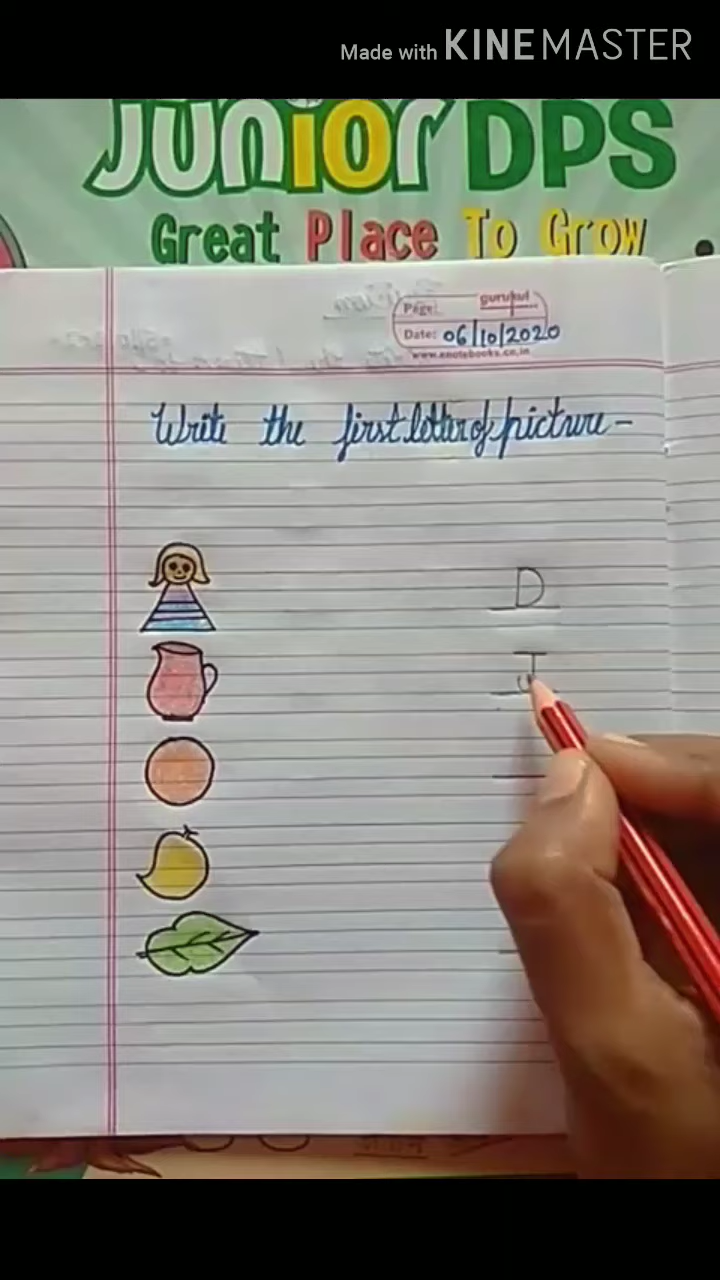 Made with KINEMASTER
JUNIOR DPS
Great Place To Grow
Page:
gurukul
Date: 06/10/2020
www.enotebooks.co.in
Write the first letter of picture-
D
J